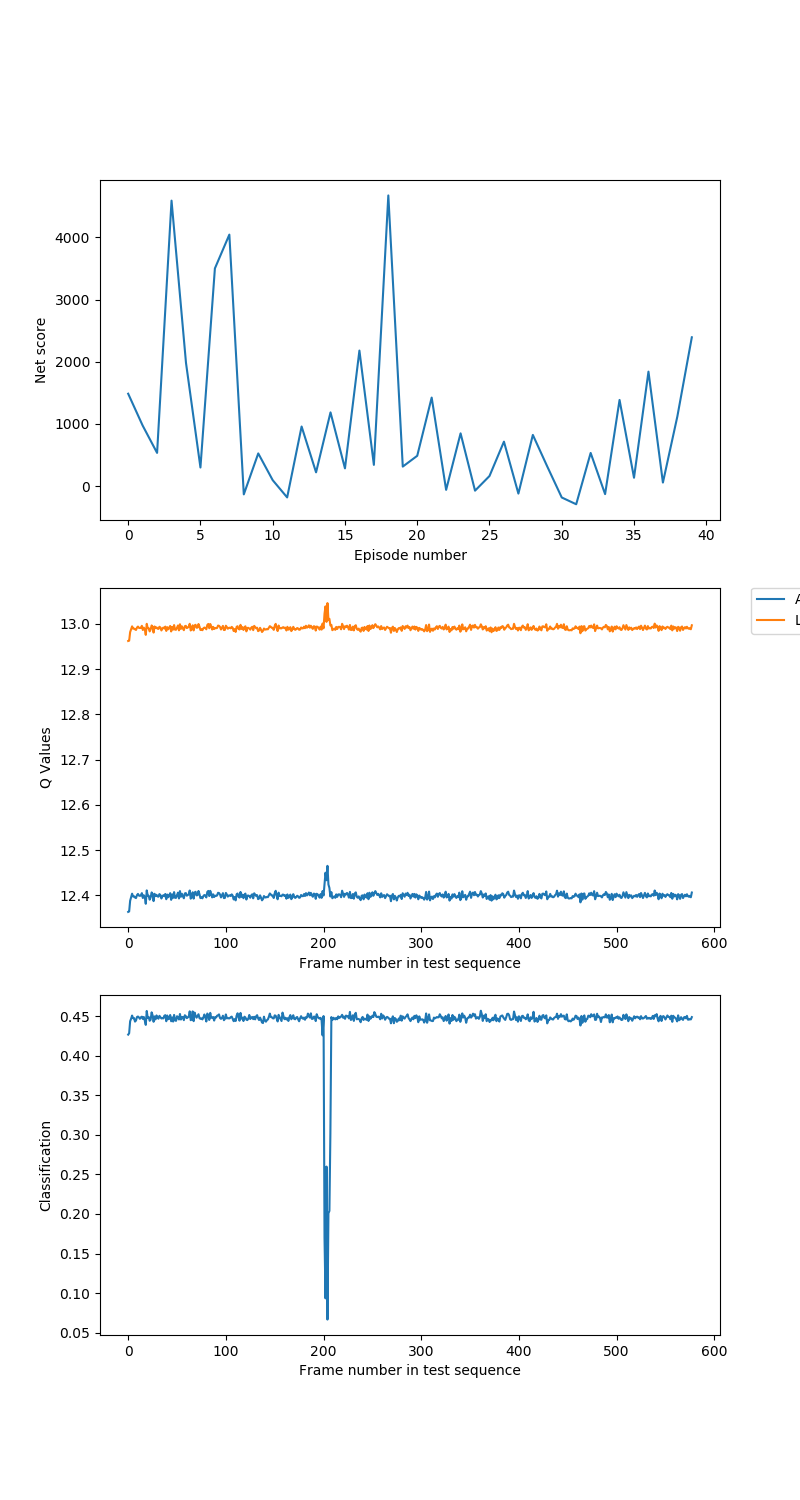 4000
3000
2000
1000
0
Net score
0 5 10 15 20 25 30 35 40
Episode number
13.0
12.9
12.8
12.7
12.6
12.5
12.4
Q Values
0 100 200 300 400 500 600
Frame number in test sequence
0.45
0.40
0.35
0.30
0.25
0.20
0.15
0.10
0.05
Classification
0 100 200 300 400 500 600
Frame number in test sequence